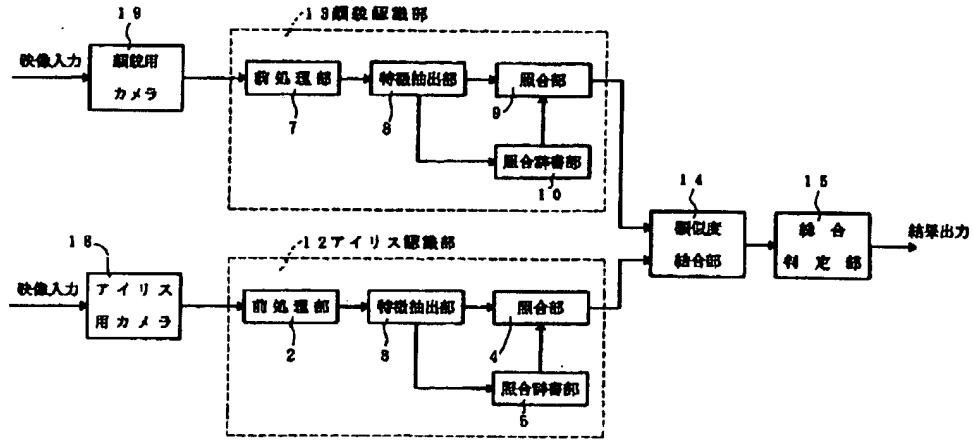 19
13顔貌認識部
映像入力
顔貌用
カメラ
前処理部
7
特徴抽出部
8
照合部
9
照合辞書部
10
14
類似度
結合部
15
総合
判定部
結果出力
12アイリス認識部
18
映像入力
アイリス
用カメラ
前処理部
2
特徴抽出部
3
照合部
4
照合辞書部
5